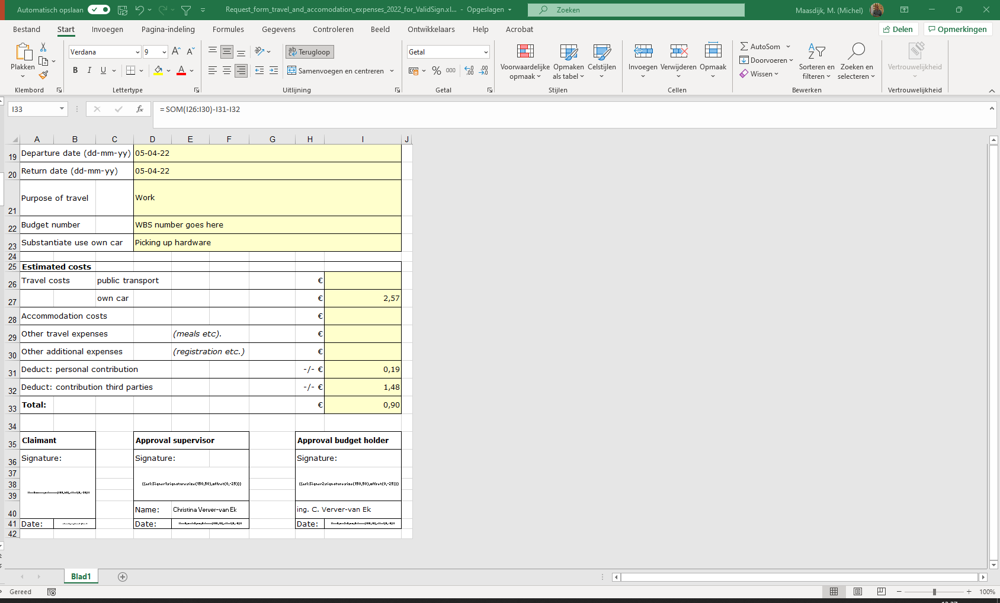 Automatisch opslaan
Request_form_travel_and_accomodation_expenses_2022_for_ValidSign.xl... - Opgeslagen
Zoeken
Maasdijk, M. (Michel)
Bestand Start Invoegen Pagina-indeling Formules Gegevens Controleren Beeld Ontwikkelaars Help Acrobat
Delen Opmerkingen
Plakken
Klembord
Verdana 9
B I U
Lettertype
Terugloop
Samenvoegen en centreren
Uitlijning
Getal
% 000
Getal
Voorwaardelijke opmaak
Opmaken als tabel
Celstijlen
Stijlen
Invoegen Verwijderen Opmaak
Cellen
AutoSom
Doorvoeren
Wissen
Sorteren en filteren
Zoeken en selecteren
Bewerken
Vertrouwelijkheid
Vertrouwelijkheid
I33
fx
=SOM(I26:I30)-I31-I32
A B C D E F G H I J
19 Departure date (dd-mm-yy) 05-04-22
20 Return date (dd-mm-yy) 05-04-22
21 Purpose of travel Work
22 Budget number WBS number goes here
23 Substantiate use own car Picking up hardware
24
25 Estimated costs
26 Travel costs public transport €
27 own car € 2,57
28 Accommodation costs €
29 Other travel expenses (meals etc). €
30 Other additional expenses (registration etc.) €
31 Deduct: personal contribution -/- € 0,19
32 Deduct: contribution third parties -/- € 1,48
33 Total: € 0,90
34
35 Claimant Approval supervisor Approval budget holder
36 Signature: Signature: Signature:
37
38 {{esl:Signer1:signature:size(150,50),offset(0,-25)}} {{esl:Signer2:signature:size(150,50),offset(0,-25)}}
39
40 Name: Christina Verver-van Ek ing. C. Verver-van Ek
41 Date: Date: Date:
42
Blad1
Gereed
100%